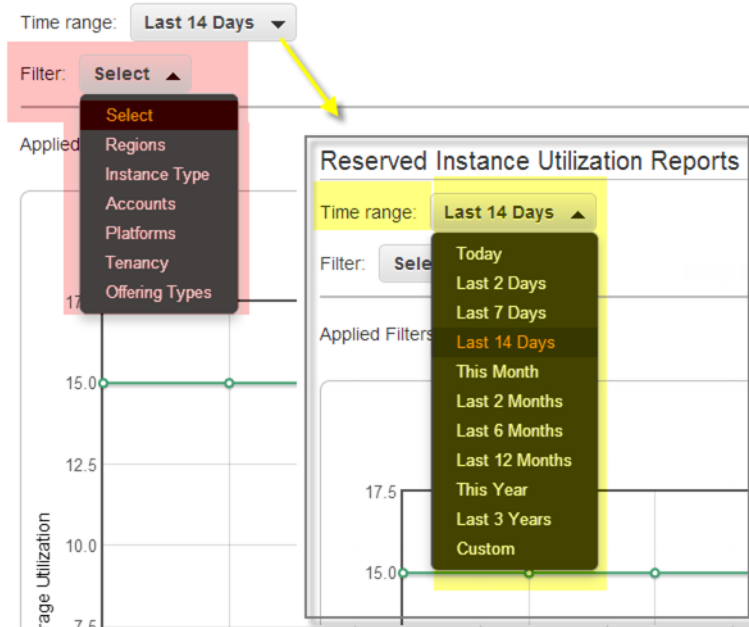 Time range: Last 14 Days
Filter: Select
Select
Applied
Regions
Instance Type
Accounts
Platforms
Tenancy
Offering Types
17.
15.0
12.5
10.0
7.5
rage Utilization
Reserved Instance Utilization Reports
Time range: Last 14 Days
Filter: Sele
Applied Filters
Today
Last 2 Days
Last 7 Days
Last 14 Days
This Month
Last 2 Months
Last 6 Months
Last 12 Months
This Year
Last 3 Years
Custom
17.5
15.0